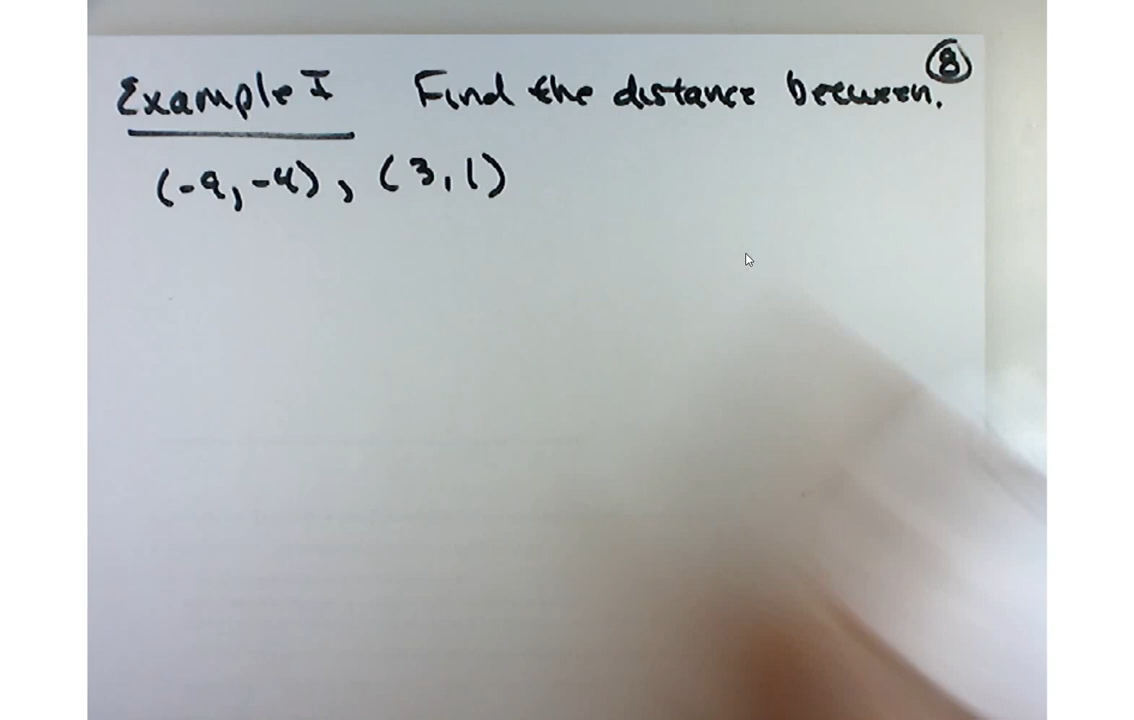 ⑧
Example I Find the distance between.
(-9,-4), (3,1)